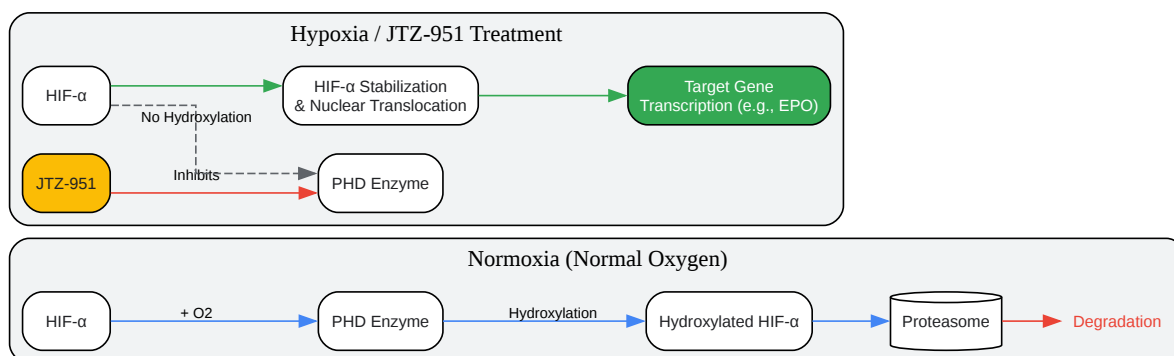 Hypoxia / JTZ-951 Treatment
HIF-α
HIF-α Stabilization
& Nuclear Translocation
Target Gene
Transcription (e.g., EPO)
No Hydroxylation
JTZ-951
Inhibits
PHD Enzyme
Normoxia (Normal Oxygen)
HIF-α
+ O2
PHD Enzyme
Hydroxylation
Hydroxylated HIF-α
Proteasome
Degradation